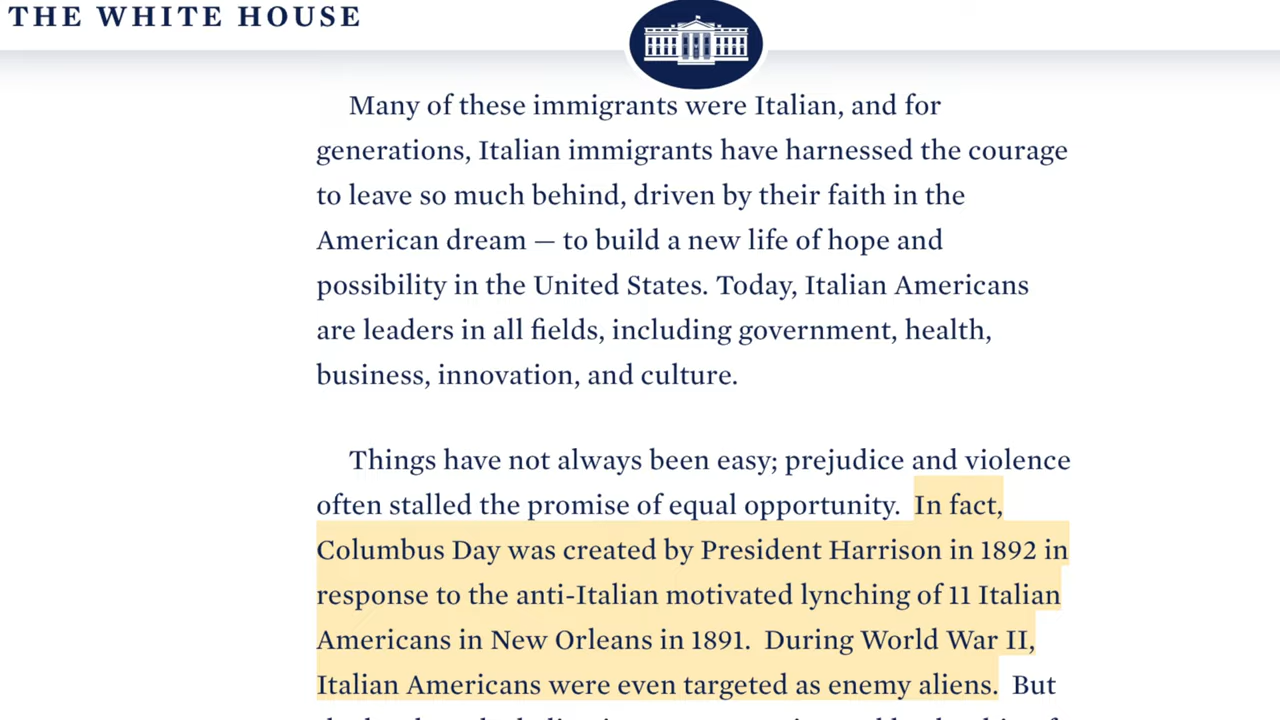 THE WHITE HOUSE
Many of these immigrants were Italian, and for
generations, Italian immigrants have harnessed the courage
to leave so much behind, driven by their faith in the
American dream — to build a new life of hope and
possibility in the United States. Today, Italian Americans
are leaders in all fields, including government, health,
business, innovation, and culture.
Things have not always been easy; prejudice and violence
often stalled the promise of equal opportunity. In fact,
Columbus Day was created by President Harrison in 1892 in
response to the anti-Italian motivated lynching of 11 Italian
Americans in New Orleans in 1891. During World War II,
Italian Americans were even targeted as enemy aliens. But